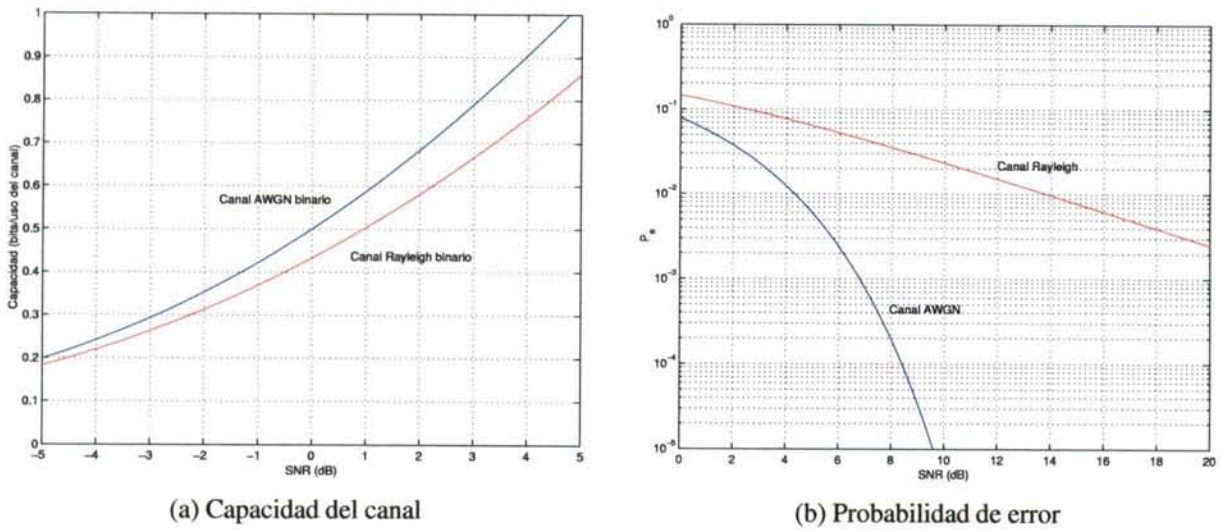 1
0.9
0.8
0.7
0.6
0.5
0.4
0.3
0.2
0.1
0
Capacidad (bits/uso del canal)
Canal AWGN binario
Canal Rayleigh binario
-5 -4 -3 -2 -1 0 1 2 3 4 5
SNR (dB)
(a) Capacidad del canal
10^0
10^-1
10^-2
10^-3
10^-4
10^-5
P_e
Canal Rayleigh
Canal AWGN
0 2 4 6 8 10 12 14 16 18 20
SNR (dB)
(b) Probabilidad de error